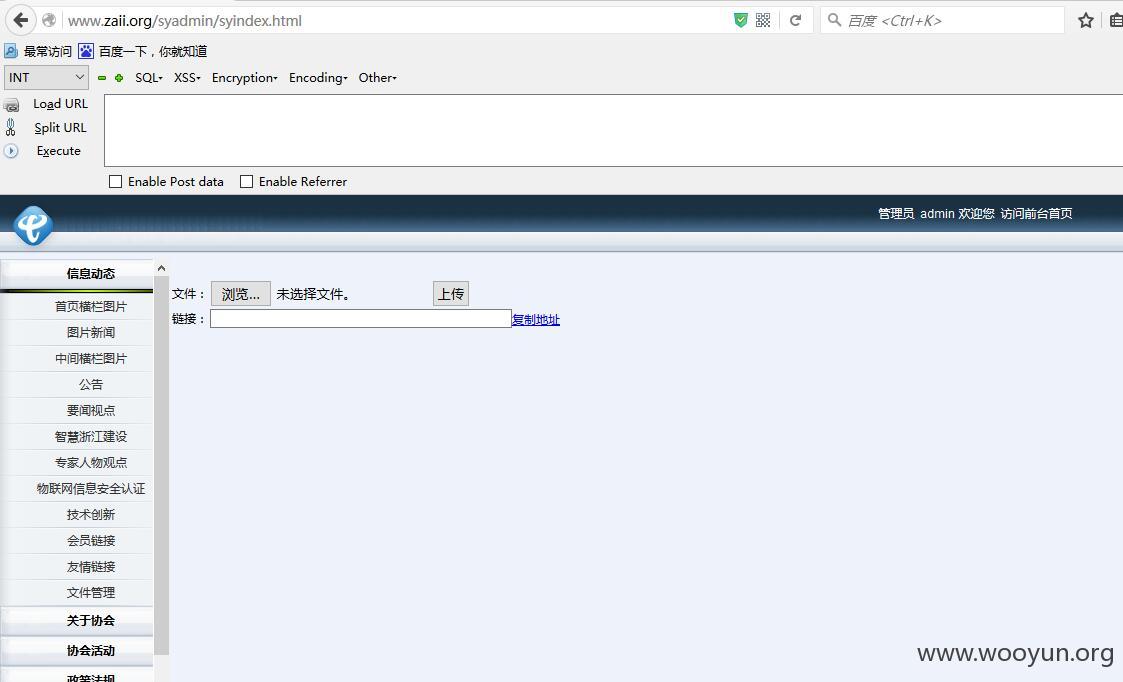 www.zaii.org/syadmin/syindex.html
百度 <Ctrl+K>
最常访问 百度一下，你就知道
INT SQL XSS Encryption Encoding Other
Load URL
Split URL
Execute
Enable Post data Enable Referrer
管理员 admin 欢迎您 访问前台首页
信息动态
首页横栏图片
图片新闻
中间横栏图片
公告
要闻视点
智慧浙江建设
专家人物观点
物联网信息安全认证
技术创新
会员链接
友情链接
文件管理
关于协会
协会活动
政策法规
文件： 浏览... 未选择文件。 上传
链接： 复制地址
www.wooyun.org